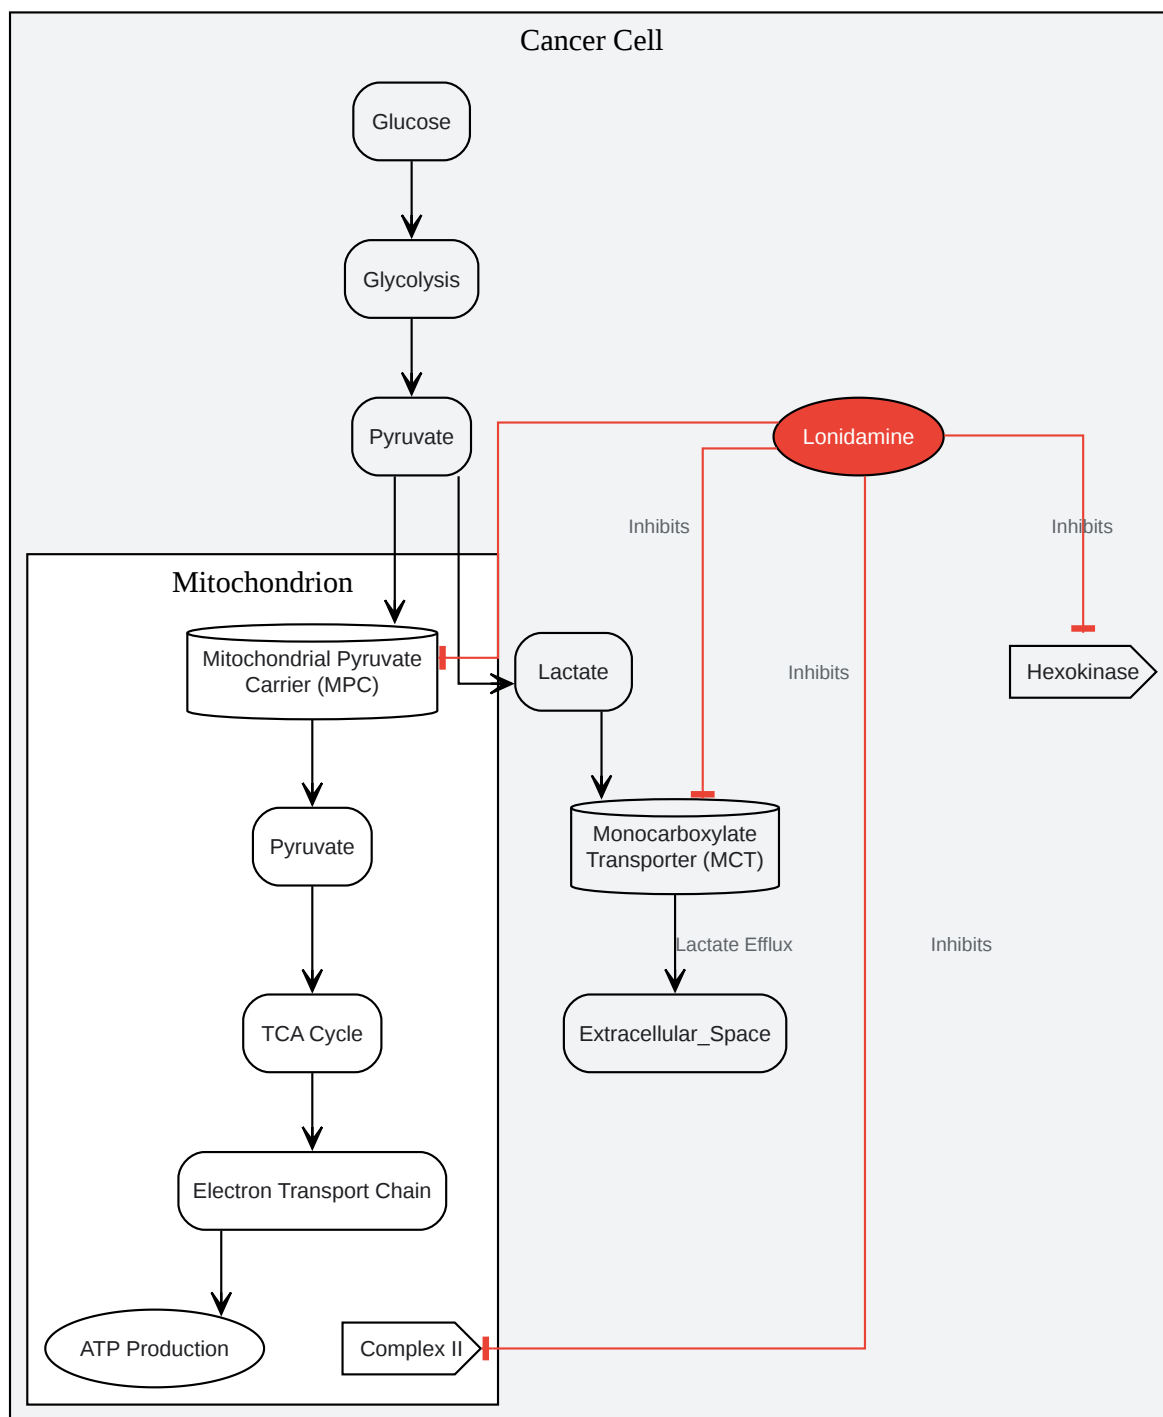 Cancer Cell
Glucose
Glycolysis
Pyruvate
Lonidamine
Inhibits
Inhibits
Mitochondrion
Mitochondrial Pyruvate
Carrier (MPC)
Lactate
Inhibits
Hexokinase
Monocarboxylate
Transporter (MCT)
Pyruvate
Lactate Efflux
Inhibits
TCA Cycle
Extracellular_Space
Electron Transport Chain
ATP Production
Complex II